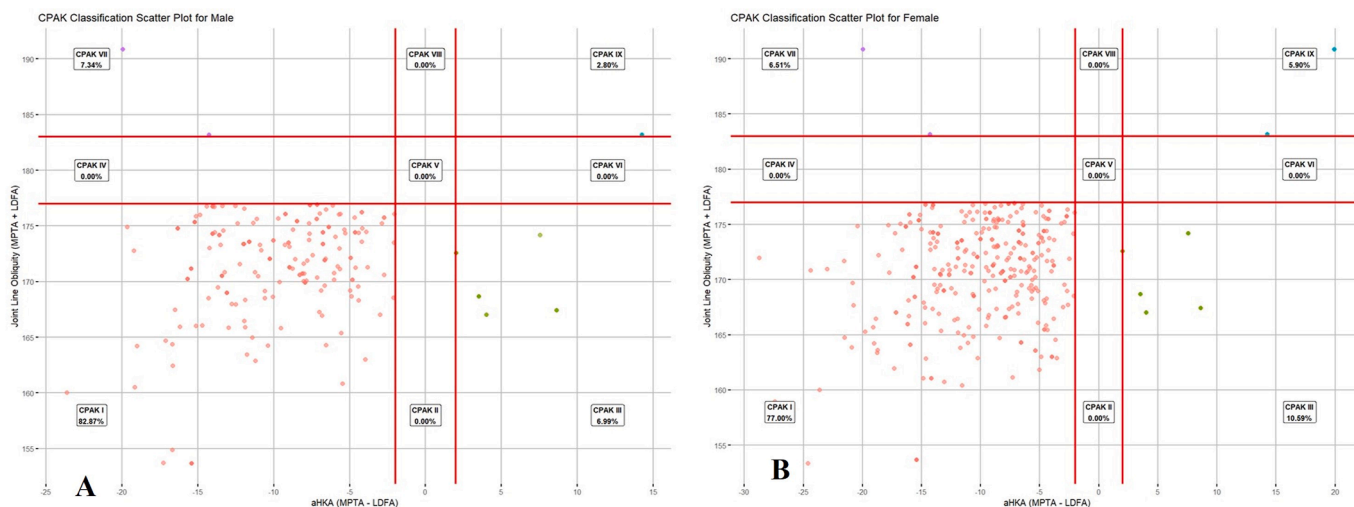 CPAK Classification Scatter Plot for Male
CPAK VII
7.34%
CPAK VIII
0.00%
CPAK IX
2.80%
CPAK IV
0.00%
CPAK V
0.00%
CPAK VI
0.00%
CPAK I
82.87%
CPAK II
0.00%
CPAK III
6.99%
190
185
180
175
170
165
160
155
Joint Line Obliquity (MPTA + LDFA)
-25 -20 -15 -10 -5 0 5 10 15
aHKA (MPTA - LDFA)
A
CPAK Classification Scatter Plot for Female
CPAK VII
6.51%
CPAK VIII
0.00%
CPAK IX
5.90%
CPAK IV
0.00%
CPAK V
0.00%
CPAK VI
0.00%
CPAK I
77.00%
CPAK II
0.00%
CPAK III
10.59%
190
185
180
175
170
165
160
155
Joint Line Obliquity (MPTA + LDFA)
-30 -25 -20 -15 -10 -5 0 5 10 15 20
aHKA (MPTA - LDFA)
B